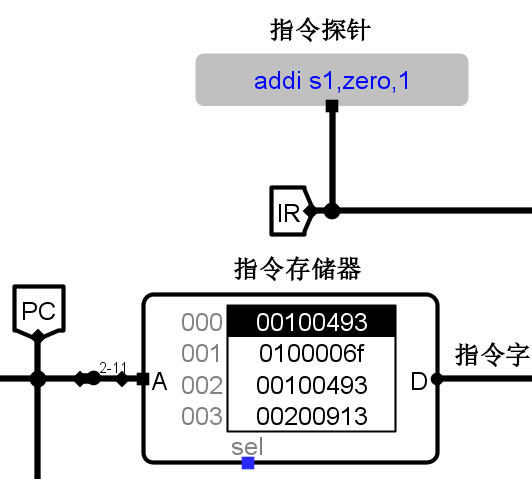 指令探针
addi s1,zero,1
IR
指令存储器
PC
000 00100493
001 0100006f
002 00100493
003 00200913
2-11
A
D
指令字
sel